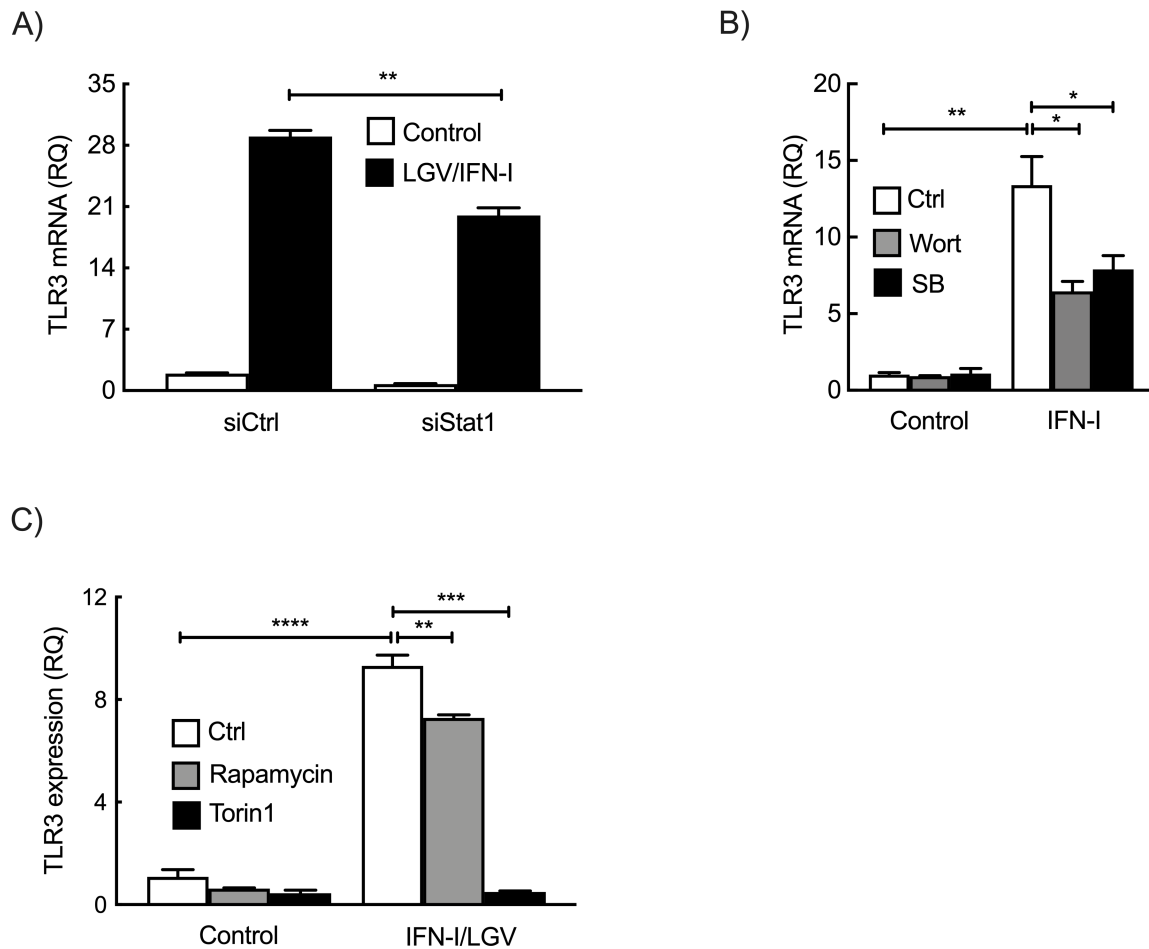 A)
TLR3 mRNA (RQ)
35
28
21
14
7
0
**
Control
LGV/IFN-I
siCtrl
siStat1
B)
TLR3 mRNA (RQ)
20
15
10
5
0
*
**
*
Ctrl
Wort
SB
Control
IFN-I
C)
TLR3 expression (RQ)
12
8
4
0
***
****
**
Ctrl
Rapamycin
Torin1
Control
IFN-I/LGV